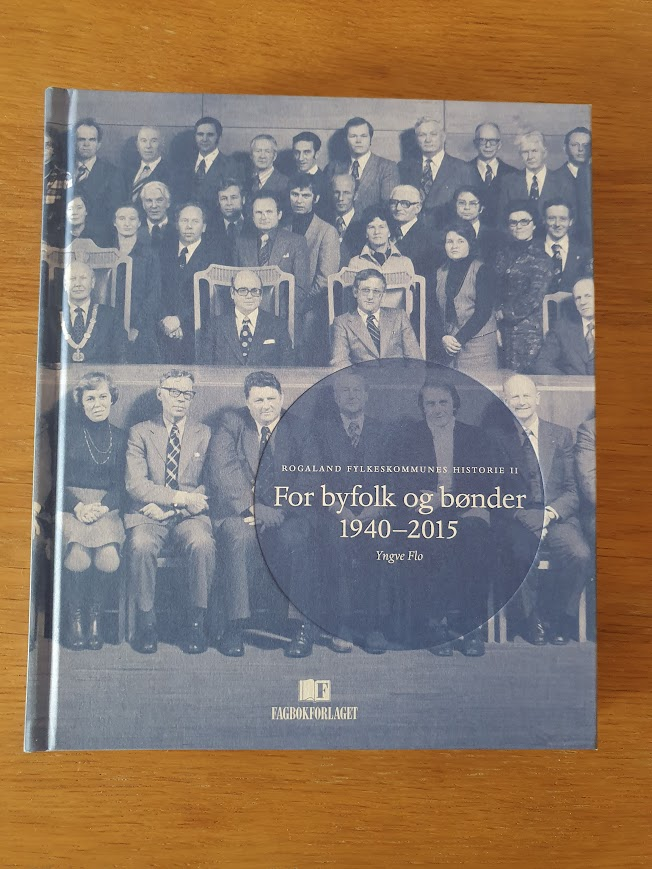 ROGALAND FYLKESKOMMUNES HISTORIE II
For byfolk og bønder
1940–2015
Yngve Flo
F
FAGBOKFORLAGET